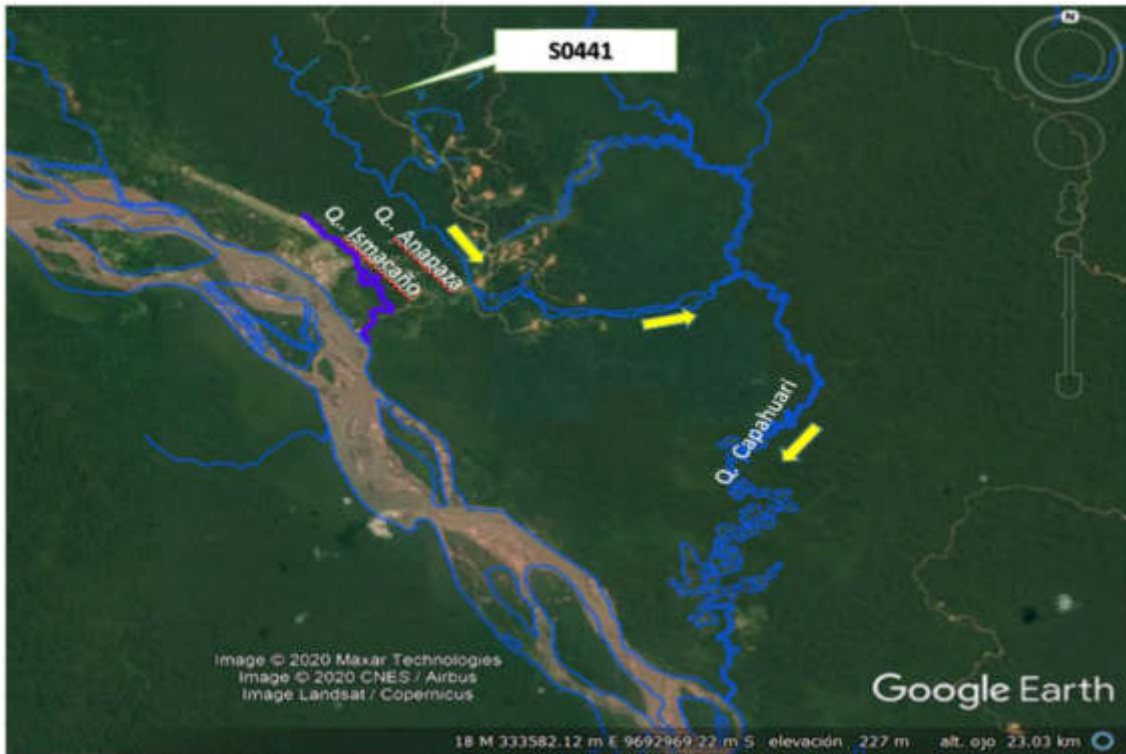 N
S0441
Q.. Ismacaño
Q.. Anapaza
Q. Capahuari
Image © 2020 Maxar Technologies
Image © 2020 CNES / Airbus
Image Landsat / Copernicus
Google Earth
18 M 333582.12 m E 9692969.22 m S elevación 227 m alt. ojo 23.03 km